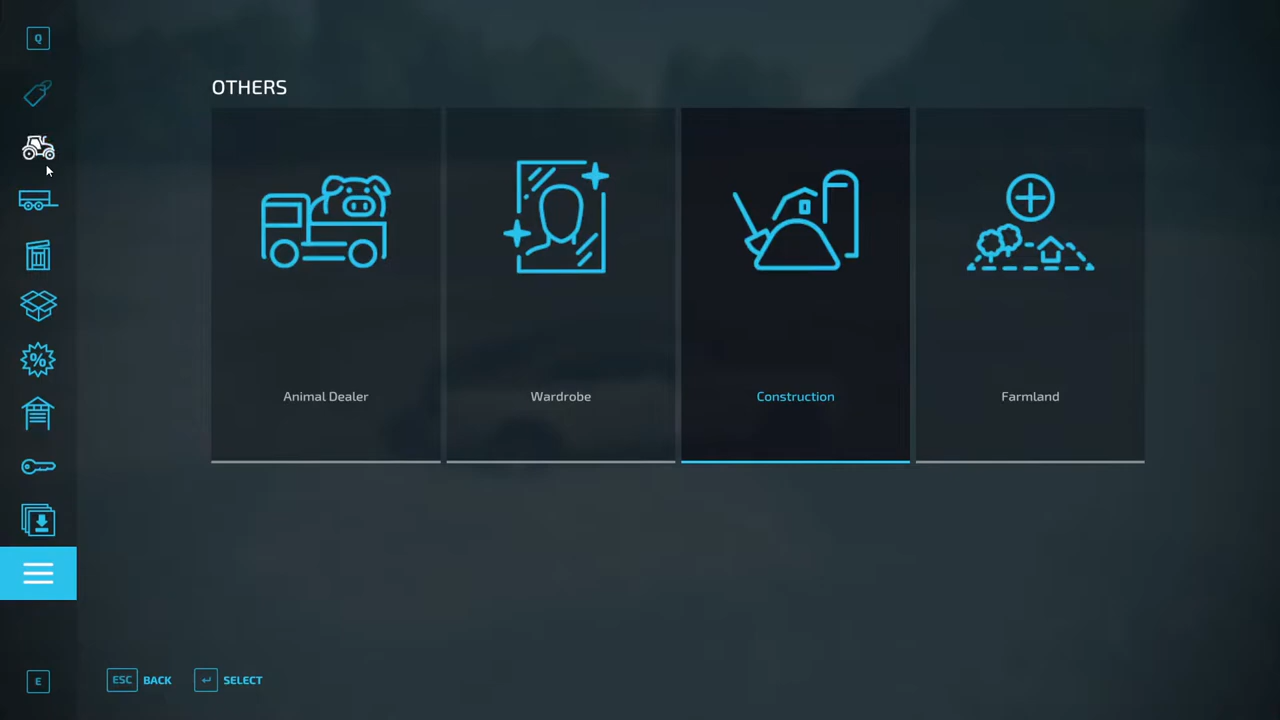 Q
OTHERS
%
Animal Dealer
Wardrobe
Construction
Farmland
E
ESC BACK
↵ SELECT